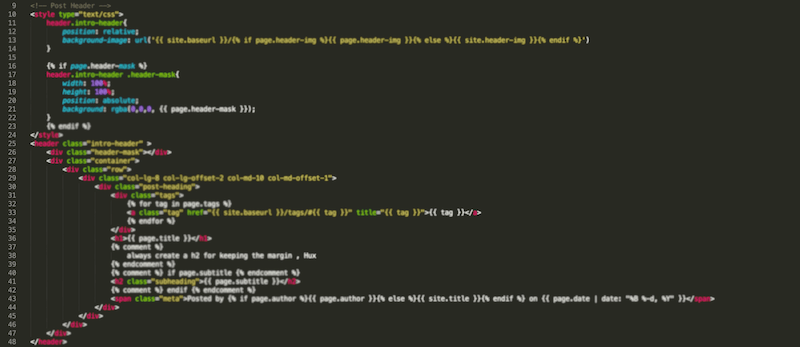 9 <!-- Post Header -->
10 <style type="text/css">
11 header.intro-header{
12 position: relative;
13 background-image: url('{{ site.baseurl }}/{% if page.header-img %}{{ page.header-img }}{% else %}{{ site.header-img }}{% endif %}')
14 }
15
16 {% if page.header-mask %}
17 header.intro-header .header-mask{
18 width: 100%;
19 height: 100%;
20 position: absolute;
21 background: rgba(0,0,0, {{ page.header-mask }});
22 }
23 {% endif %}
24 </style>
25 <header class="intro-header" >
26 <div class="header-mask"></div>
27 <div class="container">
28 <div class="row">
29 <div class="col-lg-8 col-lg-offset-2 col-md-10 col-md-offset-1">
30 <div class="post-heading">
31 <div class="tags">
32 {% for tag in page.tags %}
33 <a class="tag" href="{{ site.baseurl }}/tags/#{{ tag }}" title="{{ tag }}">{{ tag }}</a>
34 {% endfor %}
35 </div>
36 <h1>{{ page.title }}</h1>
37 {% comment %}
38 always create a h2 for keeping the margin , Hux
39 {% endcomment %}
40 {% comment %} if page.subtitle {% endcomment %}
41 <h2 class="subheading">{{ page.subtitle }}</h2>
42 {% comment %} endif {% endcomment %}
43 <span class="meta">Posted by {% if page.author %}{{ page.author }}{% else %}{{ site.title }}{% endif %} on {{ page.date | date: "%B %-d, %Y" }}</span>
44 </div>
45 </div>
46 </div>
47 </div>
48 </header>